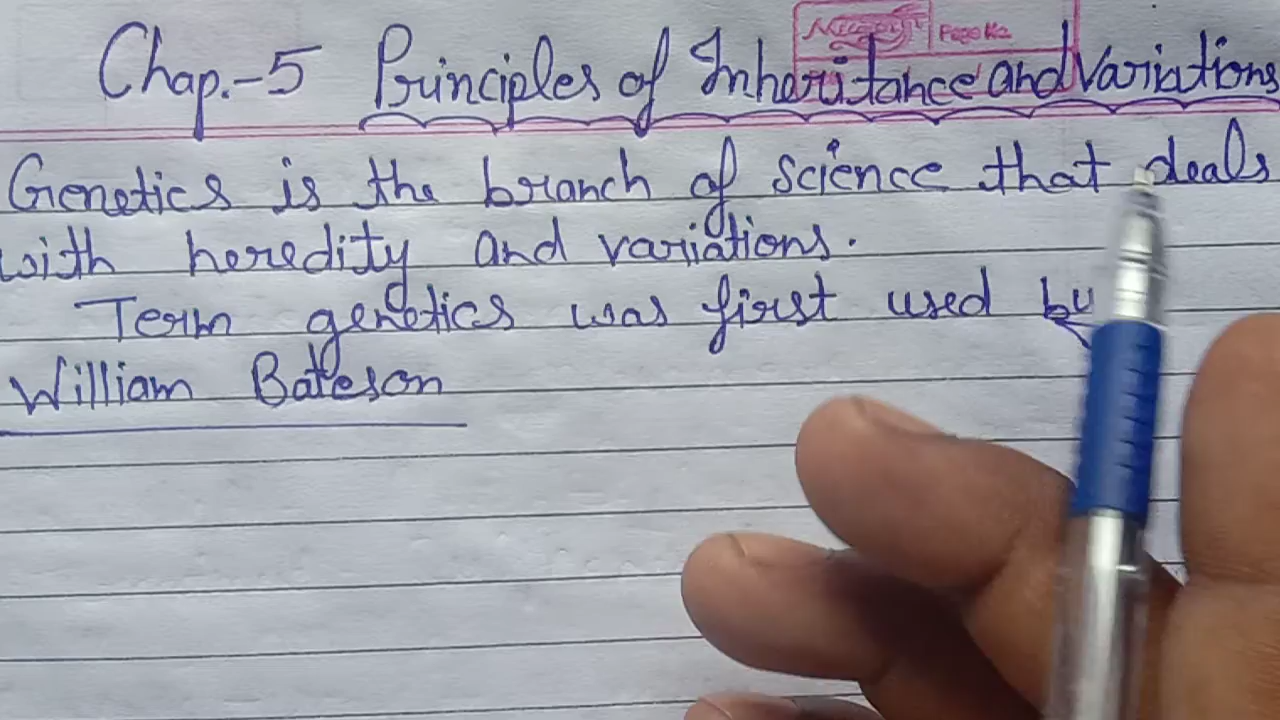 Chap.-5 Principles of Inheritance and Variations
Genetics is the branch of science that deals
with heredity and variations.
Term genetics was first used by
William Bateson